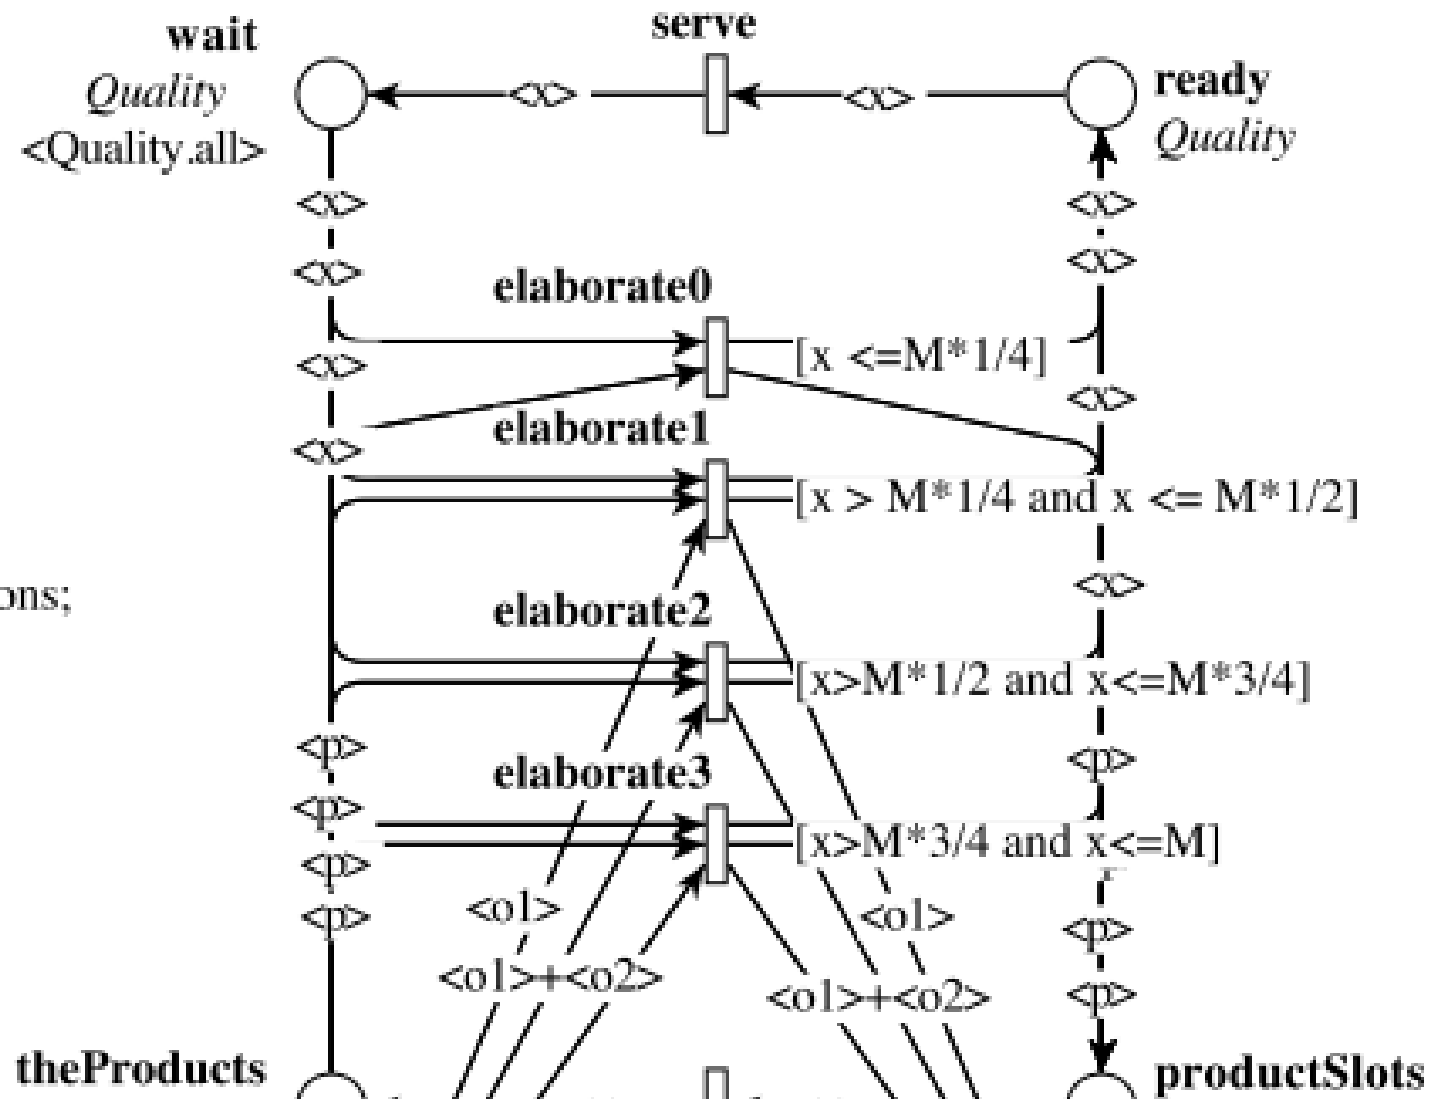 serve
wait
Quality
<Quality.all>
<x>
<x>
ready
Quality
<x>
<x>
<x>
<x>
elaborate0
[x <=M*1/4]
<x>
<x>
<x>
elaborate1
[x > M*1/4 and x <= M*1/2]
<x>
ons;
elaborate2
[x>M*1/2 and x<=M*3/4]
<p>
<p>
elaborate3
<p>
[x>M*3/4 and x<=M]
<p>
<p>
<o1>
<o1>
<p>
<o1>+<o2>
<o1>+<o2>
<p>
theProducts
productSlots